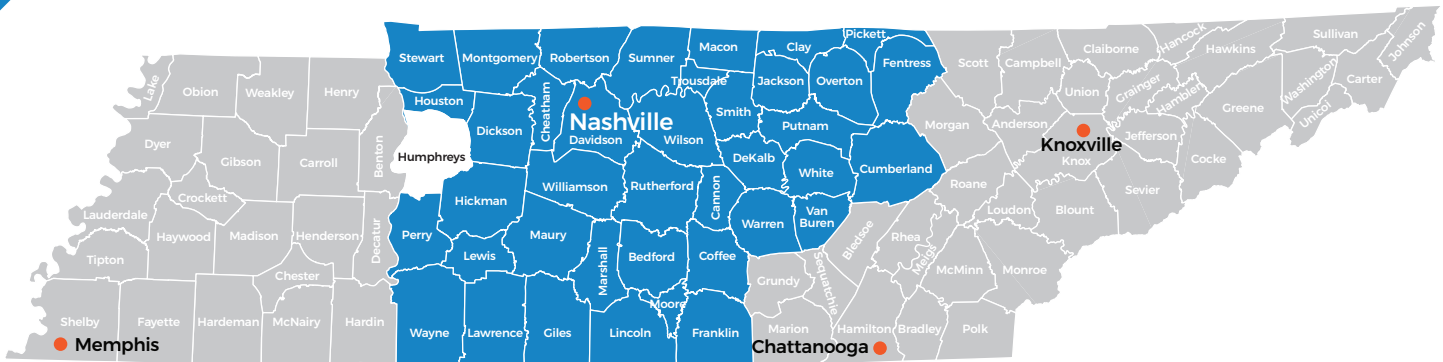 Lake
Obion
Weakley
Henry
Stewart
Montgomery
Robertson
Sumner
Macon
Clay
Pickett
Fentress
Scott
Campbell
Claiborne
Hancock
Hawkins
Sullivan
Johnson
Houston
Dickson
Cheatham
Nashville
Davidson
Wilson
Trousdale
Smith
Jackson
Overton
Putnam
Morgan
Anderson
Union
Grainger
Hamblen
Greene
Washington
Unicoi
Carter
Dyer
Gibson
Carroll
Benton
Humphreys
Hickman
Williamson
Rutherford
Cannon
DeKalb
White
Cumberland
Roane
Knoxville
Knox
Jefferson
Cocke
Sevier
Lauderdale
Crockett
Haywood
Madison
Henderson
Decatur
Perry
Lewis
Maury
Marshall
Bedford
Coffee
Warren
Van
Buren
Bledsoe
Rhea
Meigs
Loudon
Blount
Tipton
Chester
Moore
Grundy
Sequatchie
McMinn
Monroe
Shelby
Memphis
Fayette
Hardeman
McNairy
Hardin
Wayne
Lawrence
Giles
Lincoln
Franklin
Marion
Hamilton
Chattanooga
Bradley
Polk